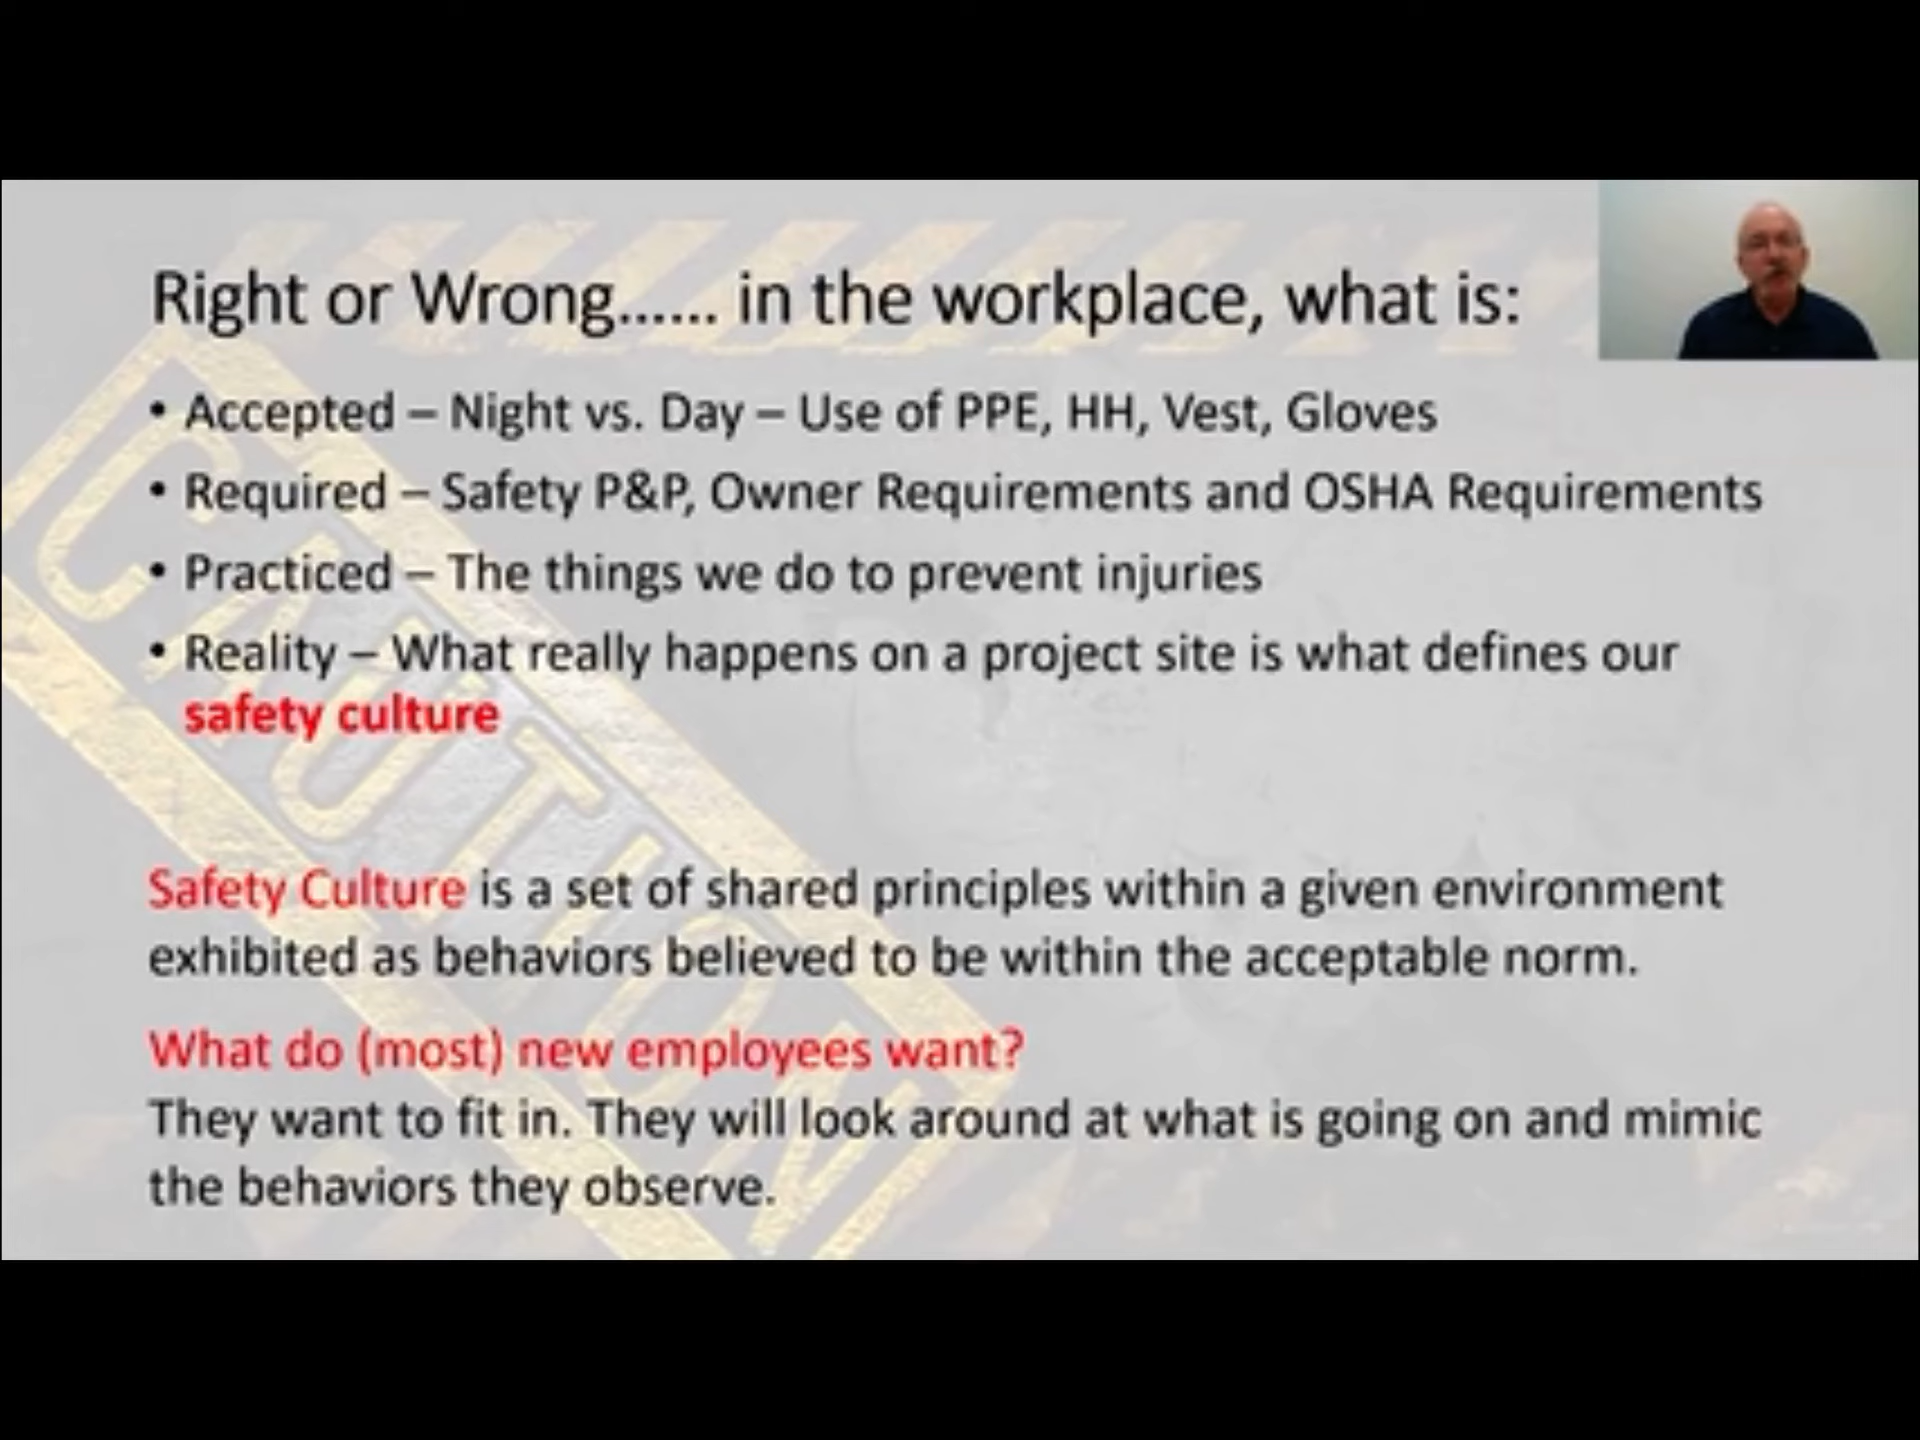 Right or Wrong...... in the workplace, what is:
• Accepted – Night vs. Day – Use of PPE, HH, Vest, Gloves
• Required – Safety P&P, Owner Requirements and OSHA Requirements
• Practiced – The things we do to prevent injuries
• Reality – What really happens on a project site is what defines our
safety culture
Safety Culture is a set of shared principles within a given environment
exhibited as behaviors believed to be within the acceptable norm.
What do (most) new employees want?
They want to fit in. They will look around at what is going on and mimic
the behaviors they observe.
CAUTION